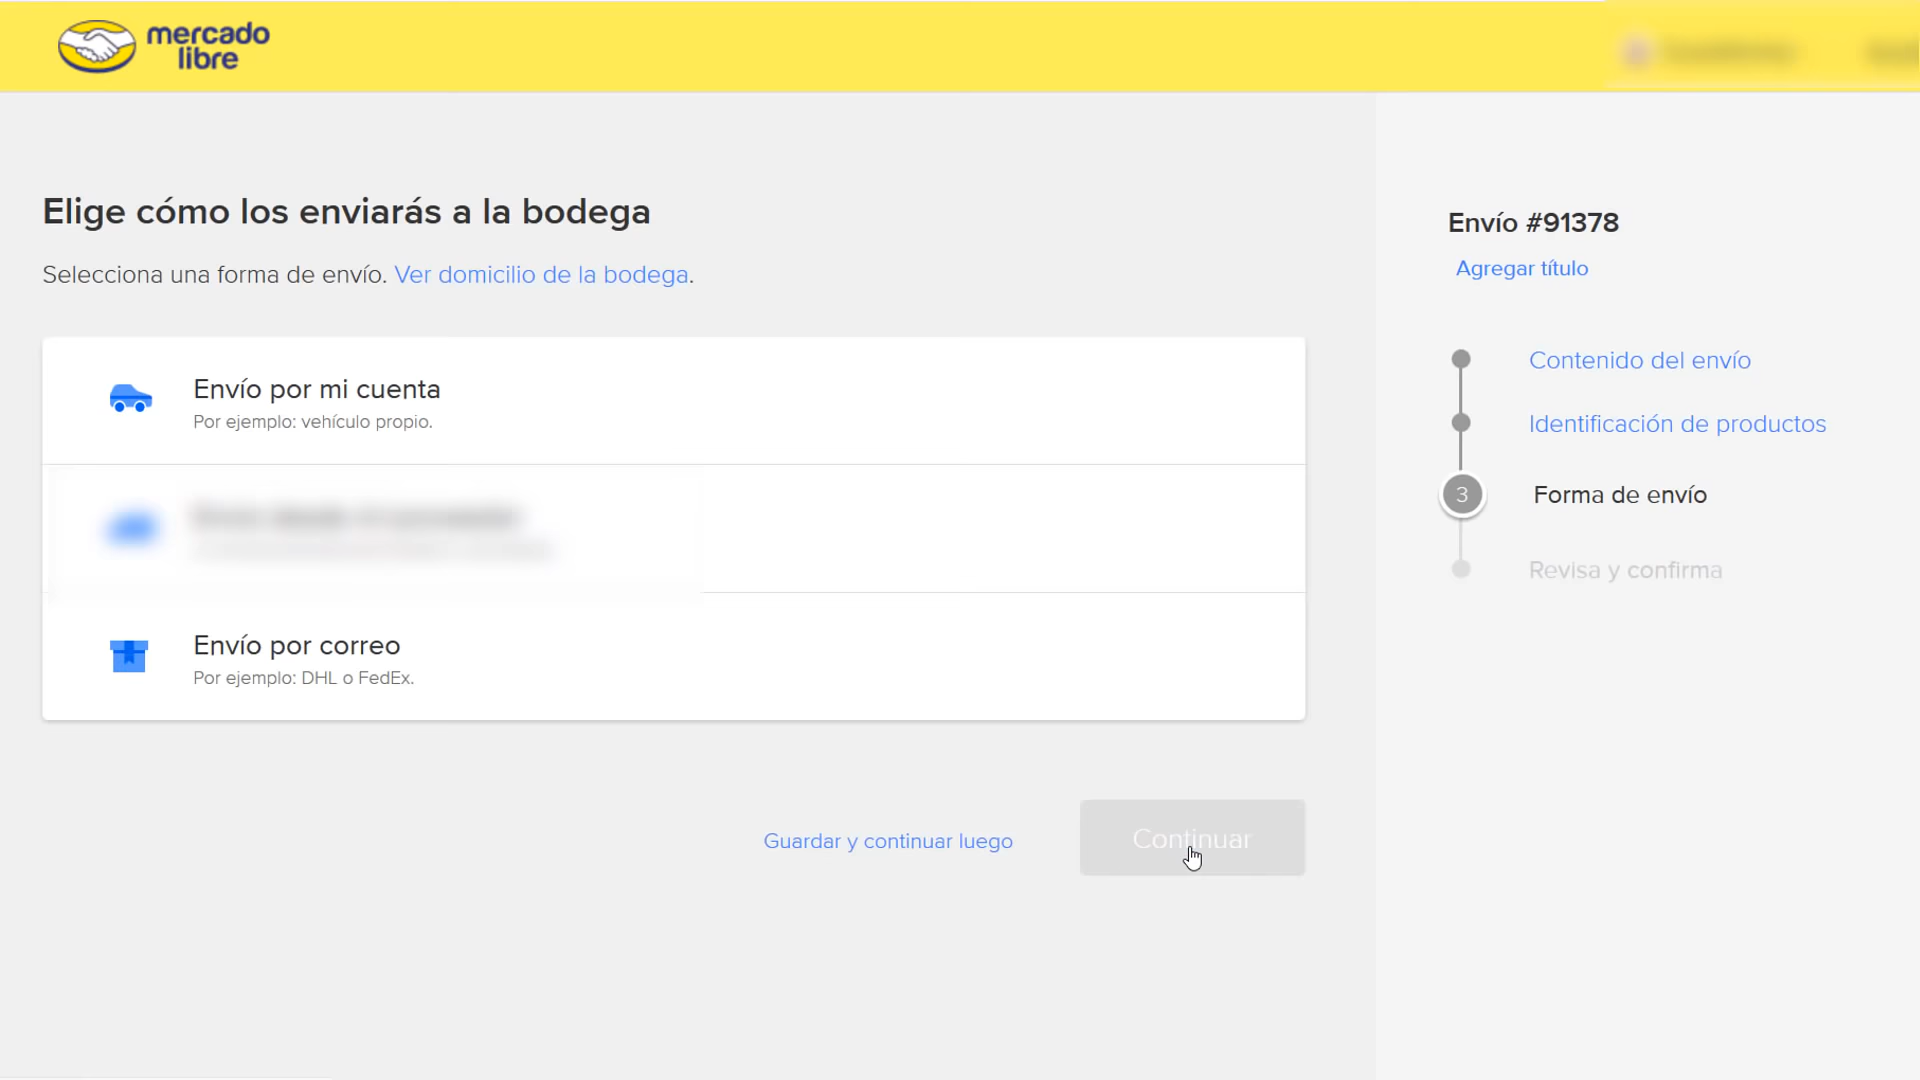 mercado
libre
Elige cómo los enviarás a la bodega
Selecciona una forma de envío. Ver domicilio de la bodega.
Envío por mi cuenta
Por ejemplo: vehículo propio.
Envío por correo
Por ejemplo: DHL o FedEx.
Guardar y continuar luego
Continuar
Envío #91378
Agregar título
Contenido del envío
Identificación de productos
3 Forma de envío
Revisa y confirma